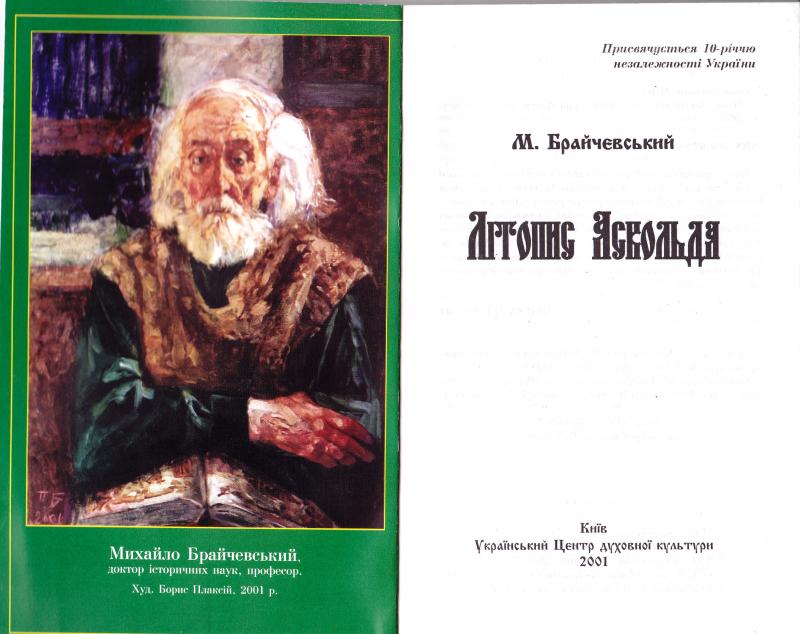 П Б
2001
Михайло Брайчевський,
доктор історичних наук, професор.
Худ. Борис Плаксій, 2001 р.
Присвячується 10-річчю
незалежності України
М. Брайчевський
Літопис Аскольда
Київ
Український Центр духовної культури
2001